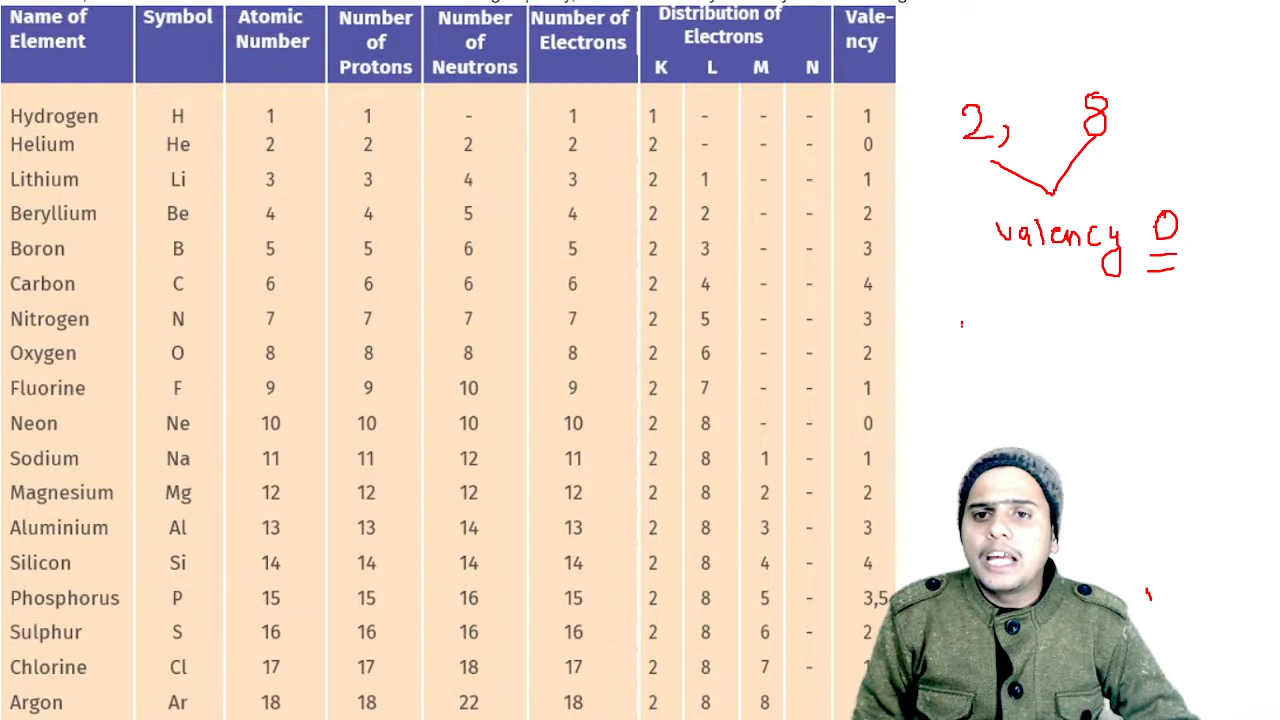 Name of Element Symbol Atomic Number Number of Protons Number of Neutrons Number of Electrons Distribution of Electrons K L M N Vale-ncy
Hydrogen H 1 1 - 1 1 - - - 1
Helium He 2 2 2 2 2 - - - 0
Lithium Li 3 3 4 3 2 1 - - 1
Beryllium Be 4 4 5 4 2 2 - - 2
Boron B 5 5 6 5 2 3 - - 3
Carbon C 6 6 6 6 2 4 - - 4
Nitrogen N 7 7 7 7 2 5 - - 3
Oxygen O 8 8 8 8 2 6 - - 2
Fluorine F 9 9 10 9 2 7 - - 1
Neon Ne 10 10 10 10 2 8 - - 0
Sodium Na 11 11 12 11 2 8 1 - 1
Magnesium Mg 12 12 12 12 2 8 2 - 2
Aluminium Al 13 13 14 13 2 8 3 - 3
Silicon Si 14 14 14 14 2 8 4 - 4
Phosphorus P 15 15 16 15 2 8 5 - 3,5
Sulphur S 16 16 16 16 2 8 6 - 2
Chlorine Cl 17 17 18 17 2 8 7 -
Argon Ar 18 18 22 18 2 8 8
2, 8
valency 0